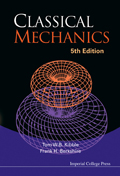 CLASSICAL
MECHANICS
5th Edition
Tom W.B. Kibble
Frank H. Berkshire
Imperial College Press